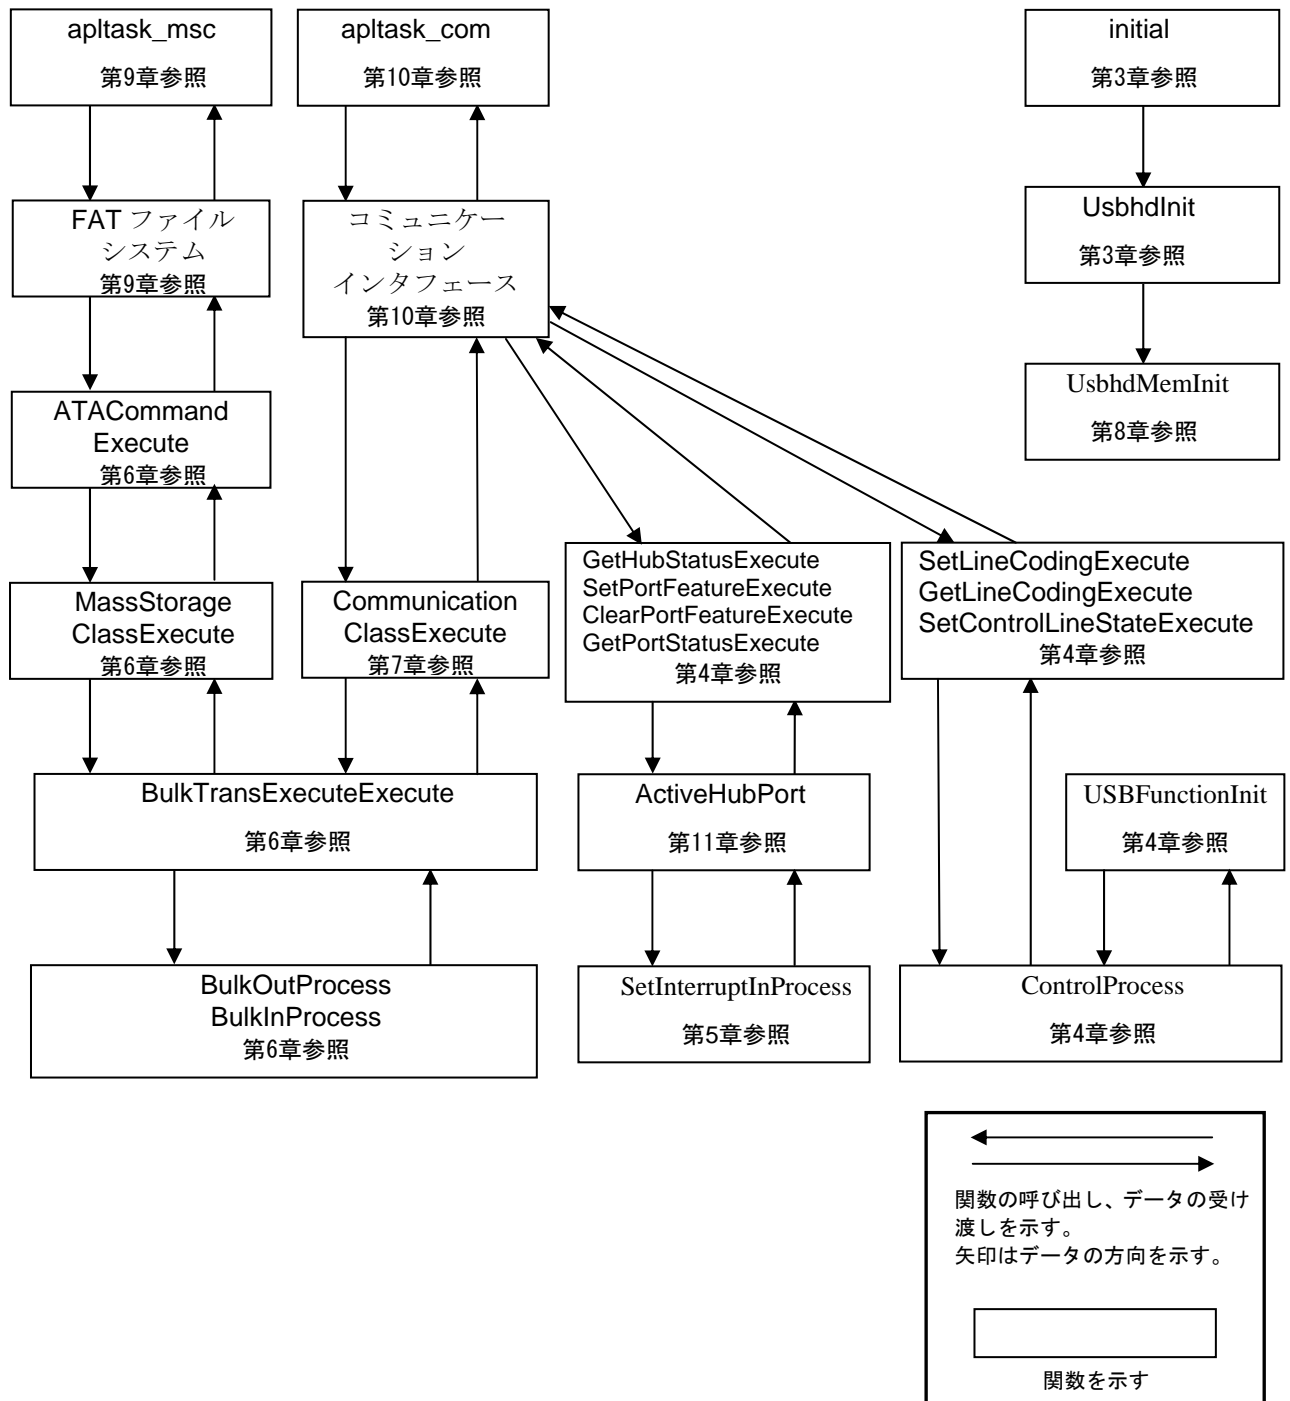 apltask_msc
第9章参照
apltask_com
第10章参照
initial
第3章参照
FAT ファイル
システム
第9章参照
コミュニケー
ション
インタフェース
第10章参照
UsbhdInit
第3章参照
ATACommand
Execute
第6章参照
UsbhdMemInit
第8章参照
MassStorage
ClassExecute
第6章参照
Communication
ClassExecute
第7章参照
GetHubStatusExecute
SetPortFeatureExecute
ClearPortFeatureExecute
GetPortStatusExecute
第4章参照
SetLineCodingExecute
GetLineCodingExecute
SetControlLineStateExecute
第4章参照
BulkTransExecuteExecute
第6章参照
ActiveHubPort
第11章参照
USBFunctionInit
第4章参照
BulkOutProcess
BulkInProcess
第6章参照
SetInterruptInProcess
第5章参照
ControlProcess
第4章参照
関数の呼び出し、データの受け
渡しを示す。
矢印はデータの方向を示す。
関数を示す